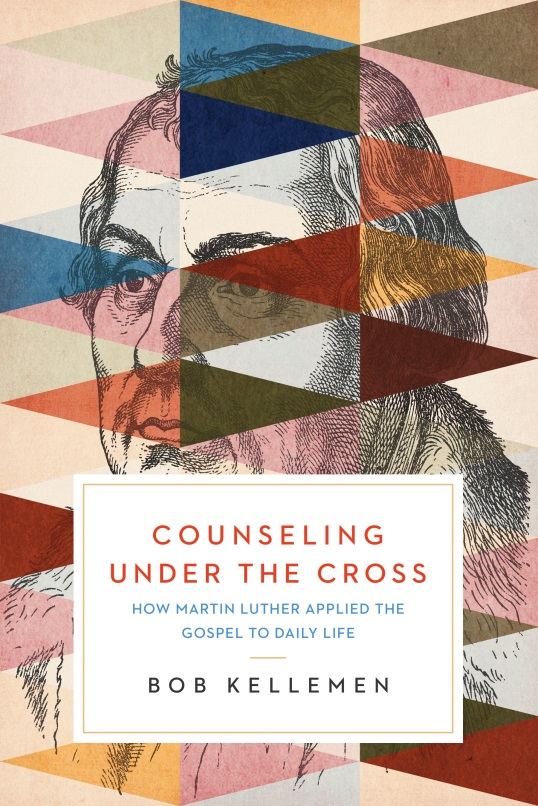 COUNSELING
UNDER THE CROSS
HOW MARTIN LUTHER APPLIED THE
GOSPEL TO DAILY LIFE
BOB KELLEMEN